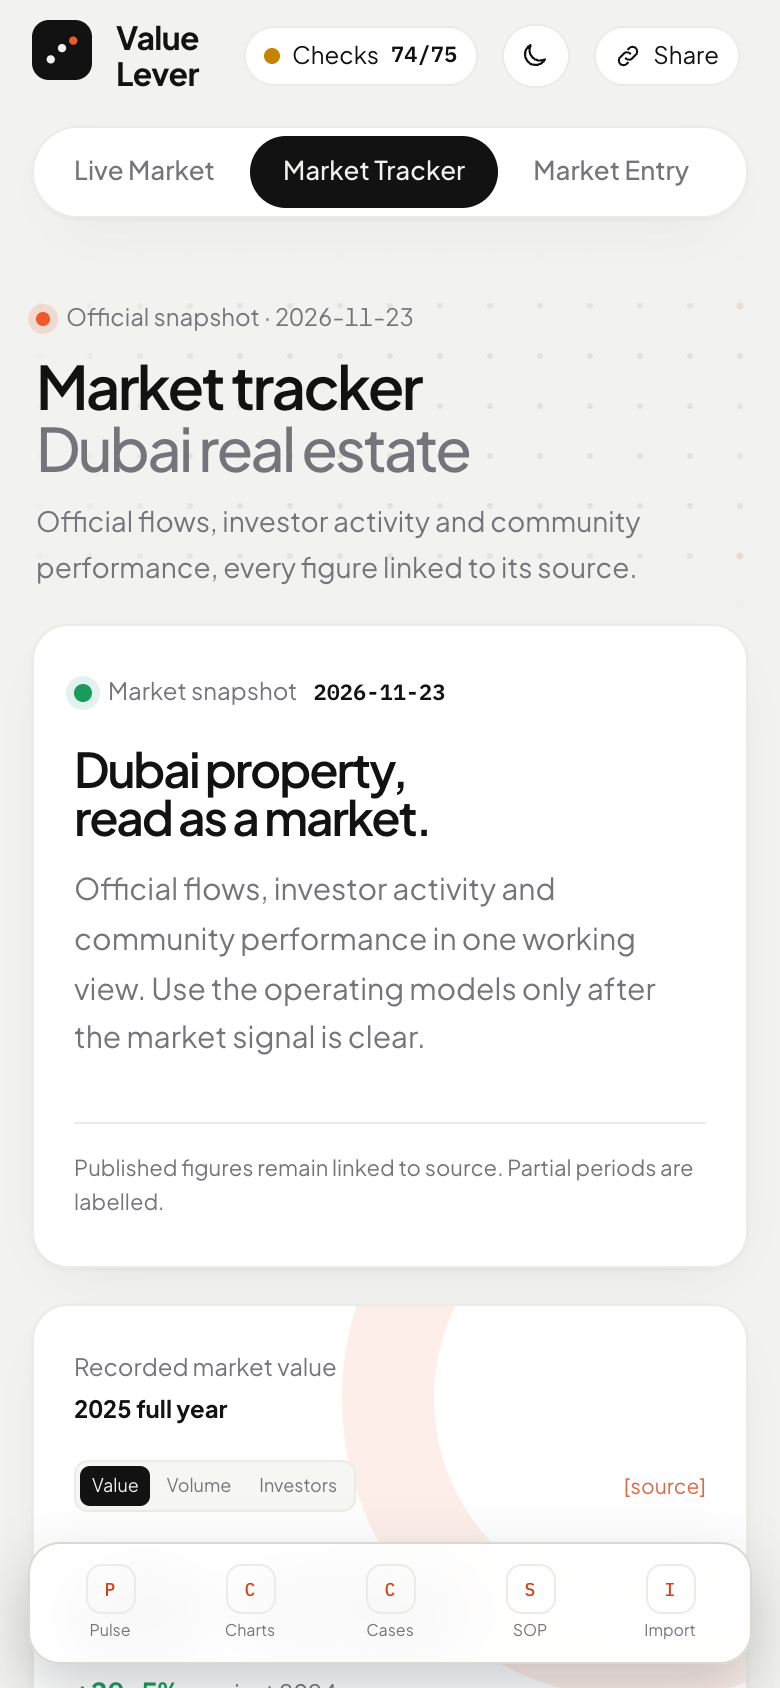 Value
Lever
Checks 74/75
Share
Live Market
Market Tracker
Market Entry
Official snapshot · 2026-11-23
Market tracker
Dubai real estate
Official flows, investor activity and community
performance, every figure linked to its source.
Market snapshot 2026-11-23
Dubai property,
read as a market.
Official flows, investor activity and
community performance in one working
view. Use the operating models only after
the market signal is clear.
Published figures remain linked to source. Partial periods are
labelled.
Recorded market value
2025 full year
Value
Volume
Investors
[source]
P
C
C
S
I
Pulse
Charts
Cases
SOP
Import